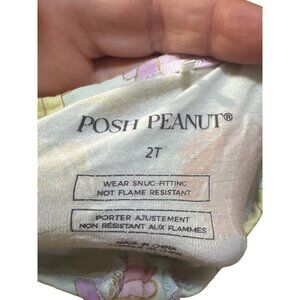 POSH PEANUT®
2T
WEAR SNUG-FITTING
NOT FLAME RESISTANT
PORTER AJUSTEMENT
NON RÉSISTANT AUX FLAMMES
MADE IN CHINA